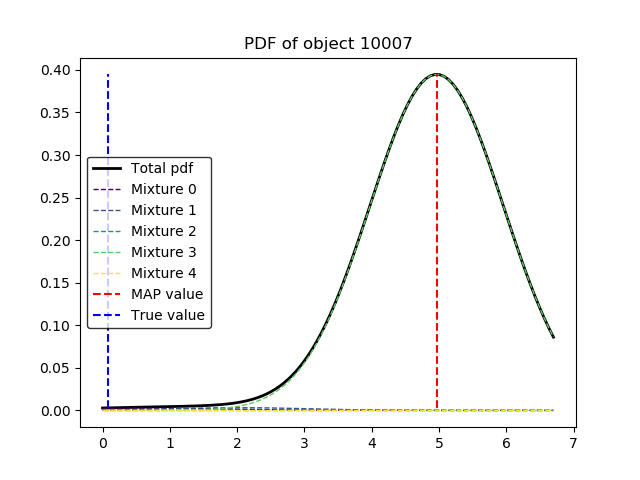 PDF of object 10007
0.40
0.35
0.30
0.25
0.20
0.15
0.10
0.05
0.00
Total pdf
Mixture 0
Mixture 1
Mixture 2
Mixture 3
Mixture 4
MAP value
True value
0 1 2 3 4 5 6 7